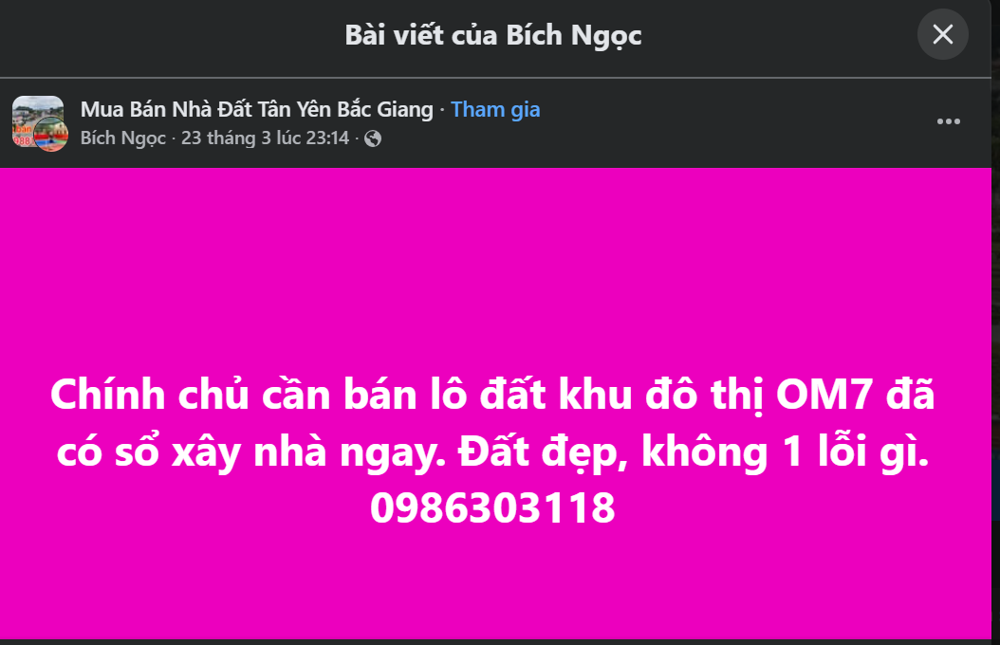 Bài viết của Bích Ngọc
Mua Bán Nhà Đất Tân Yên Bắc Giang · Tham gia
Bích Ngọc · 23 tháng 3 lúc 23:14 ·
Chính chủ cần bán lô đất khu đô thị OM7 đã
có sổ xây nhà ngay. Đất đẹp, không 1 lỗi gì.
0986303118